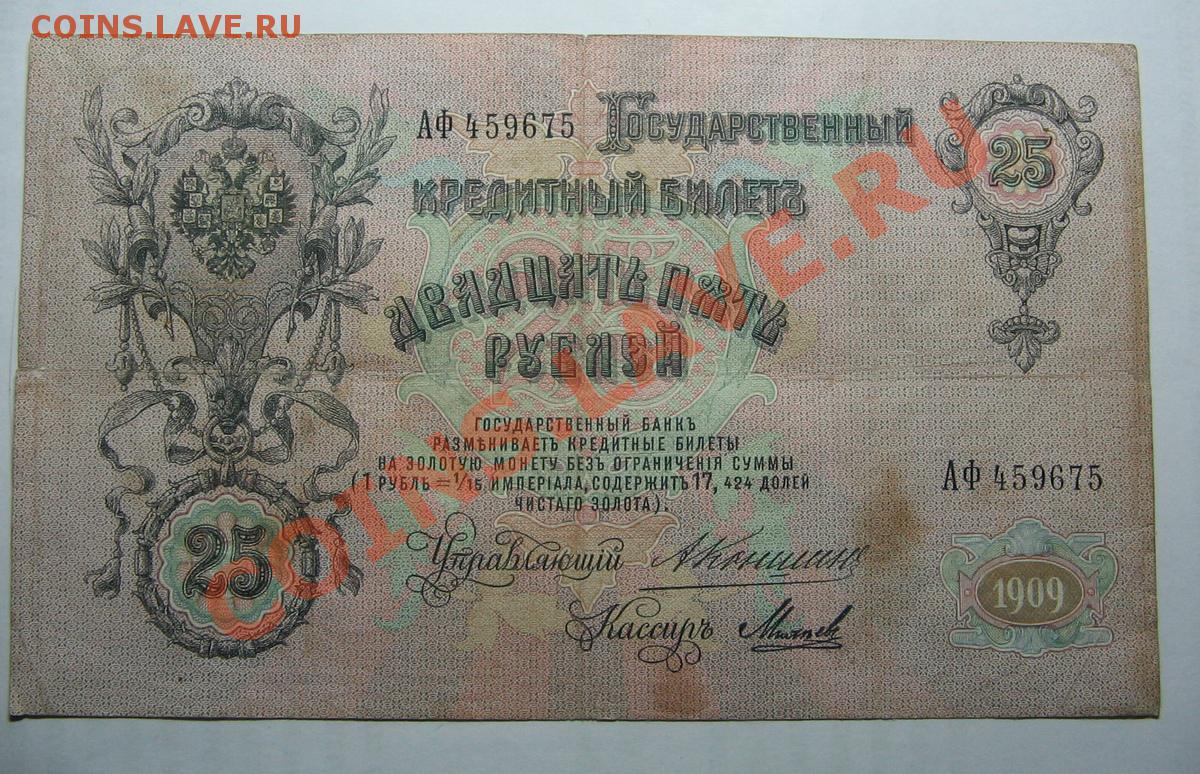 COINS.LAVE.RU
АФ 459675 Государственный
25
Кредитный Билетъ
Двадцать Пять
Рублей
ГОСУДАРСТВЕННЫЙ БАНКЪ
РАЗМѢНИВАЕТЪ КРЕДИТНЫЕ БИЛЕТЫ
НА ЗОЛОТУЮ МОНЕТУ БЕЗЪ ОГРАНИЧЕНІЯ СУММЫ
(1 РУБЛЬ = 1/15 ИМПЕРІАЛА, СОДЕРЖИТЪ 17, 424 ДОЛЕЙ
ЧИСТАГО ЗОЛОТА).
АФ 459675
25
Управляющій АКоншинъ
Кассиръ
1909
COINS.LAVE.RU